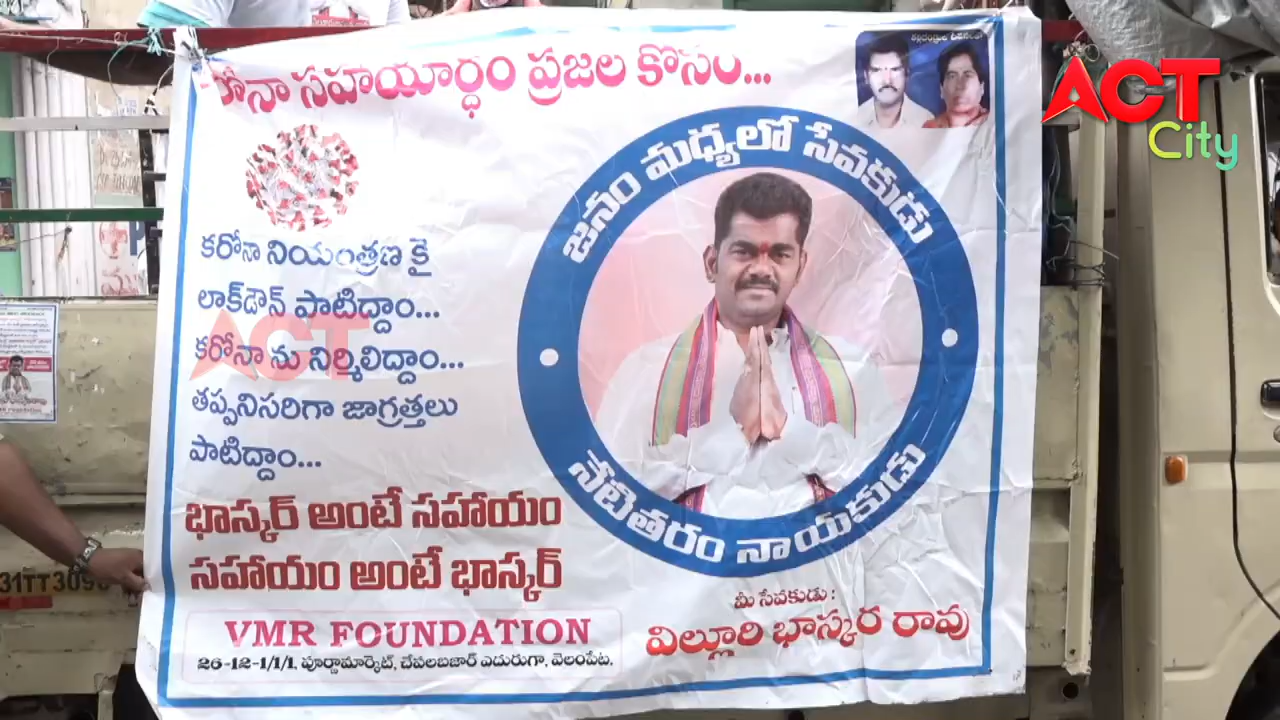 సహాయార్ధం ప్రజల కోసం...
ACT
City
జనం మధ్యలో సేవకుడు
కరోనా నియంత్రణ కై
లాక్‌డౌన్ పాటిద్దాం...
ACT
కరోనా ను నిర్మిలిద్దాం...
తప్పనిసరిగా జాగ్రత్తలు
పాటిద్దాం...
నేటితరం నాయకుడు
భాస్కర్ అంటే సహాయం
సహాయం అంటే భాస్కర్
మీ సేవకుడు :
విల్లూరి భాస్కర రావు
VMR FOUNDATION
26-12-1/1/1, పూర్ణామార్కెట్, చేపలబజార్ ఎదురుగా, వెలంపేట.